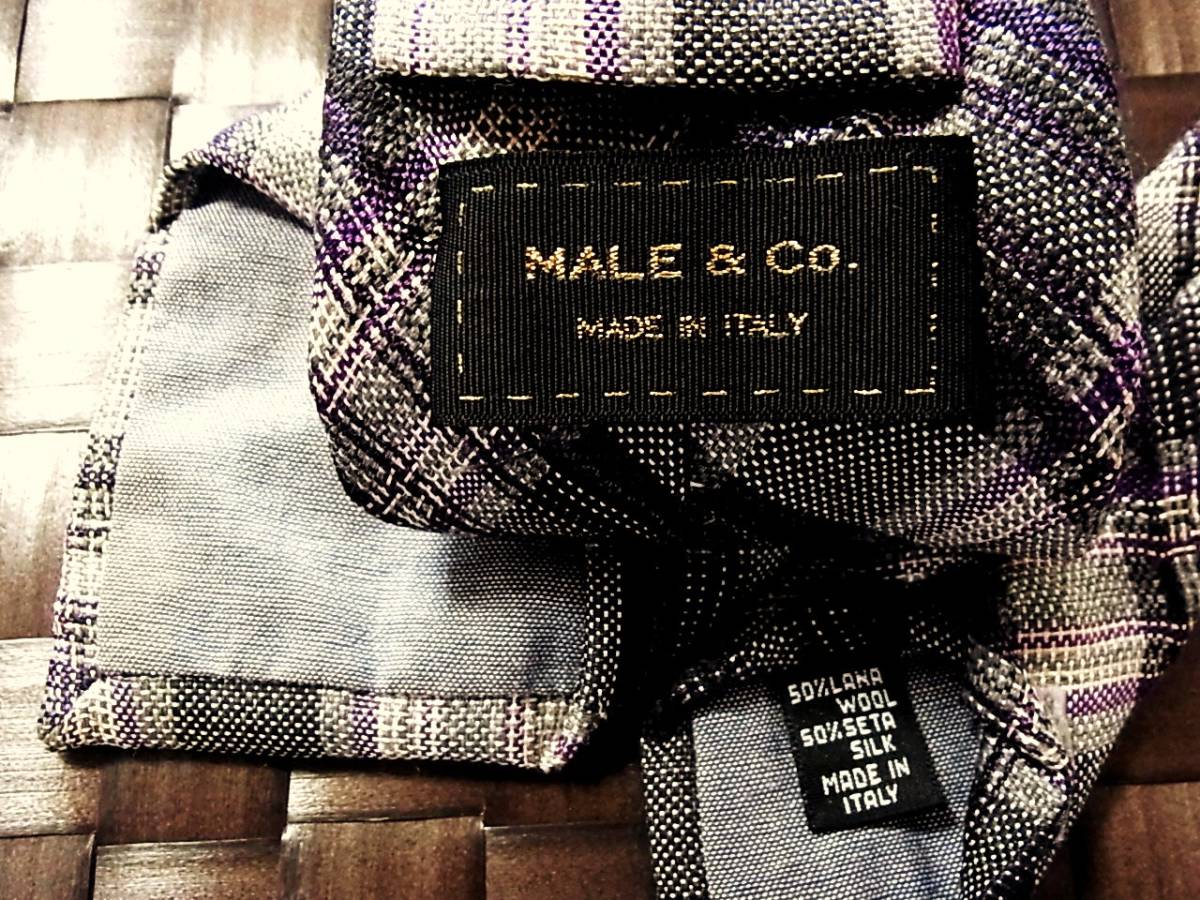 MALE & Co.
MADE IN ITALY
50%LANA
WOOL
50%SETA
SILK
MADE IN
ITALY